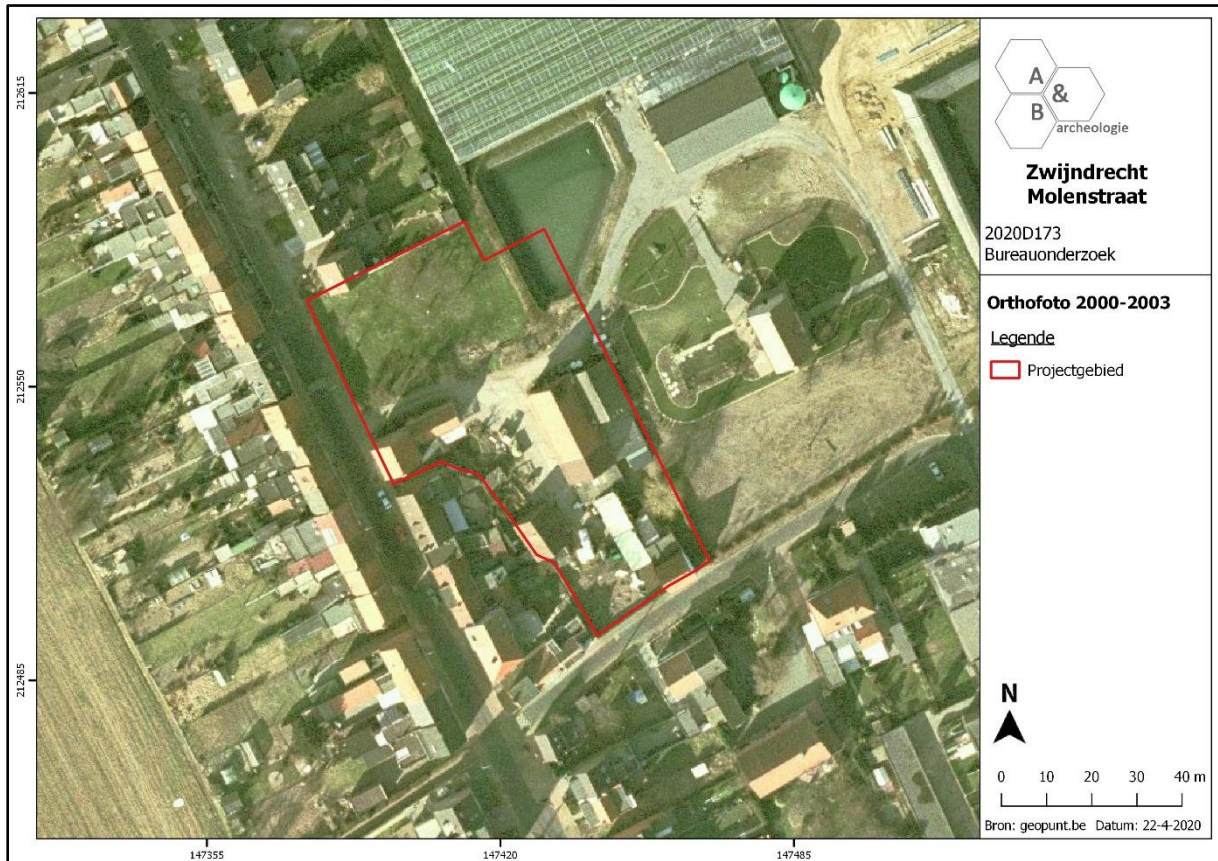 A
&
B
archeologie
Zwijndrecht
Molenstraat
2020D173
Bureauonderzoek
Orthofoto 2000-2003
Legende
Projectgebied
N
0 10 20 30 40 m
Bron: geopunt.be Datum: 22-4-2020
212615
212550
212485
147355 147420 147485